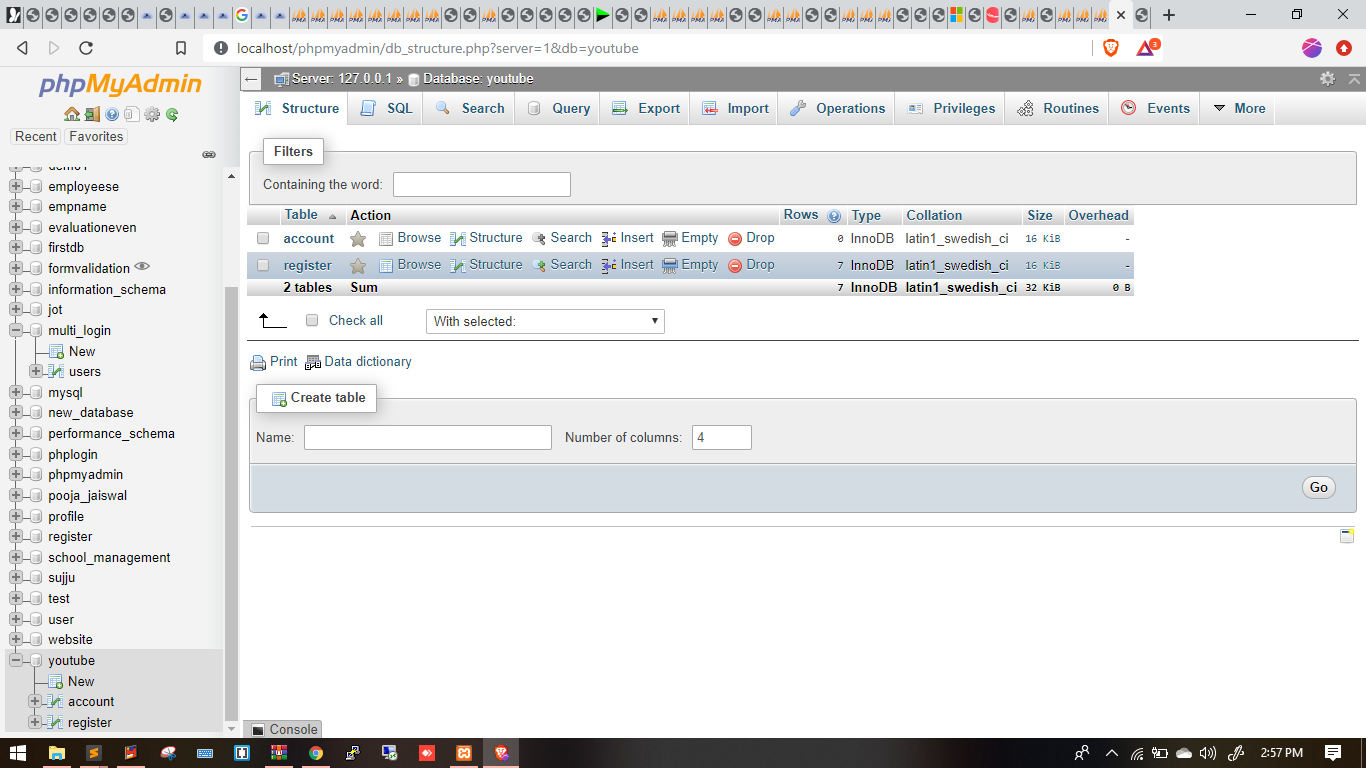 localhost/phpmyadmin/db_structure.php?server=1&db=youtube
3
phpMyAdmin
Recent Favorites
employeese
empname
evaluationeven
firstdb
formvalidation
information_schema
jot
multi_login
New
users
mysql
new_database
performance_schema
phplogin
phpmyadmin
pooja_jaiswal
profile
register
school_management
sujju
test
user
website
youtube
New
account
register
Server: 127.0.0.1 » Database: youtube
Structure SQL Search Query Export Import Operations Privileges Routines Events More
Filters
Containing the word:
Table Action Rows Type Collation Size Overhead
account Browse Structure Search Insert Empty Drop 0 InnoDB latin1_swedish_ci 16 KiB -
register Browse Structure Search Insert Empty Drop 7 InnoDB latin1_swedish_ci 16 KiB -
2 tables Sum 7 InnoDB latin1_swedish_ci 32 KiB 0 B
Check all With selected:
Print Data dictionary
Create table
Name: Number of columns: 4
Go
Console
2:57 PM